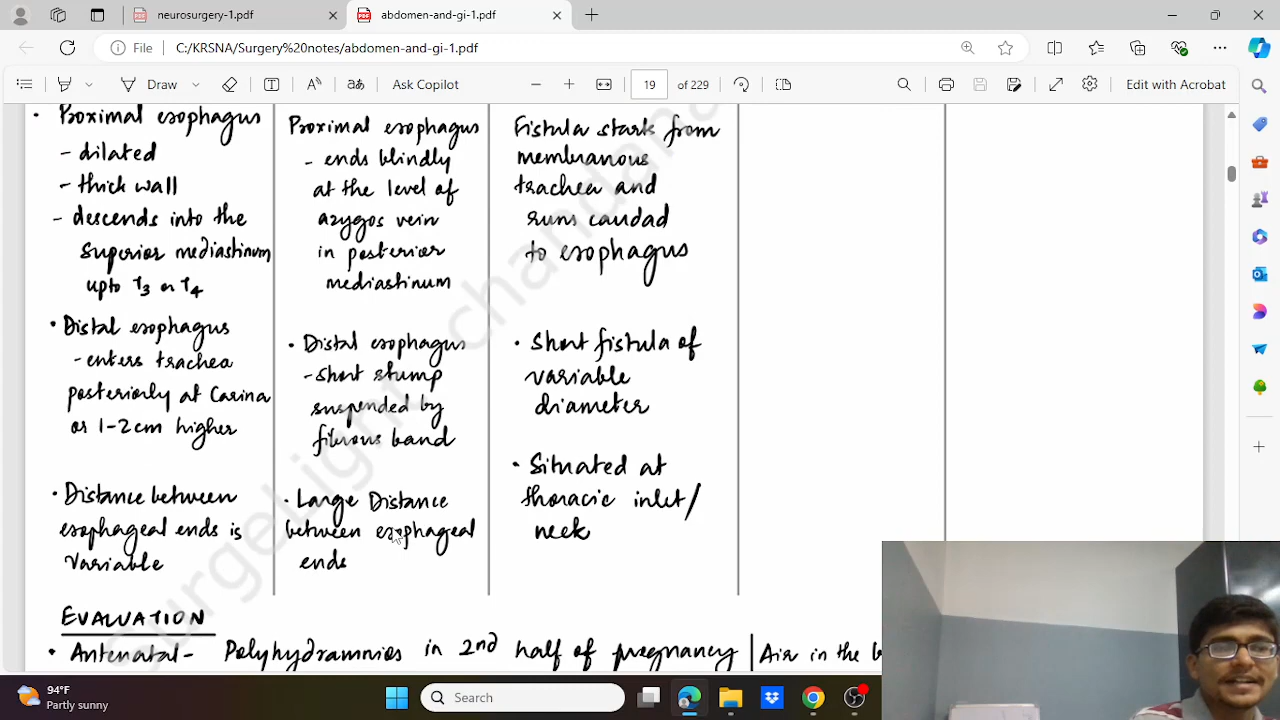 neurosurgery-1.pdf
abdomen-and-gi-1.pdf
File
C:/KRSNA/Surgery%20notes/abdomen-and-gi-1.pdf
Draw
Ask Copilot
19 of 229
Edit with Acrobat
• Proximal esophagus
- dilated
- thick wall
- descends into the
superior mediastinum
upto T3 or T4
• Distal esophagus
- enters trachea
posteriorly at Carina
or 1-2cm higher
• Distance between
esophageal ends is
variable
Proximal esophagus
- ends blindly
at the level of
azygos vein
in posterior
mediastinum
• Distal esophagus
- short stump
suspended by
fibrous band
• Large Distance
between esophageal
ends
Fistula starts from
membranous
trachea and
runs caudad
to esophagus
• Short fistula of
variable
diameter
• Situated at
thoracic inlet/
neck
EVALUATION
• Antenatal- Polyhydramnios in 2nd half of pregnancy | Air in the
SurgeLight chandana
94°F
Partly sunny
Search